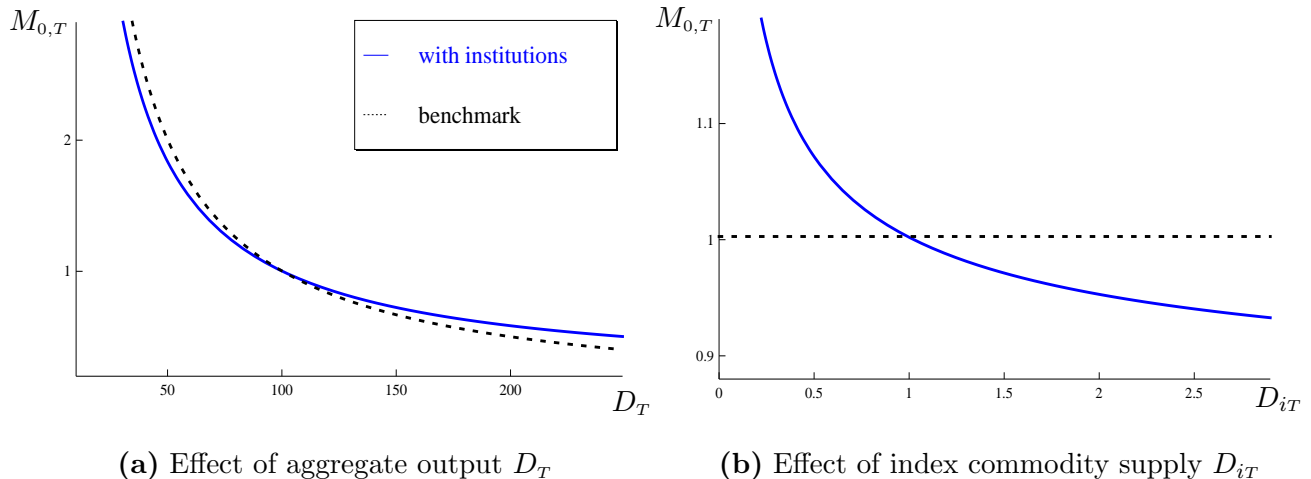 M_{0,T}
2
1
50 100 150 200
D_T
with institutions
benchmark
(a) Effect of aggregate output D_T
M_{0,T}
1.1
1
0.9
0 0.5 1 1.5 2 2.5
D_{iT}
(b) Effect of index commodity supply D_{iT}